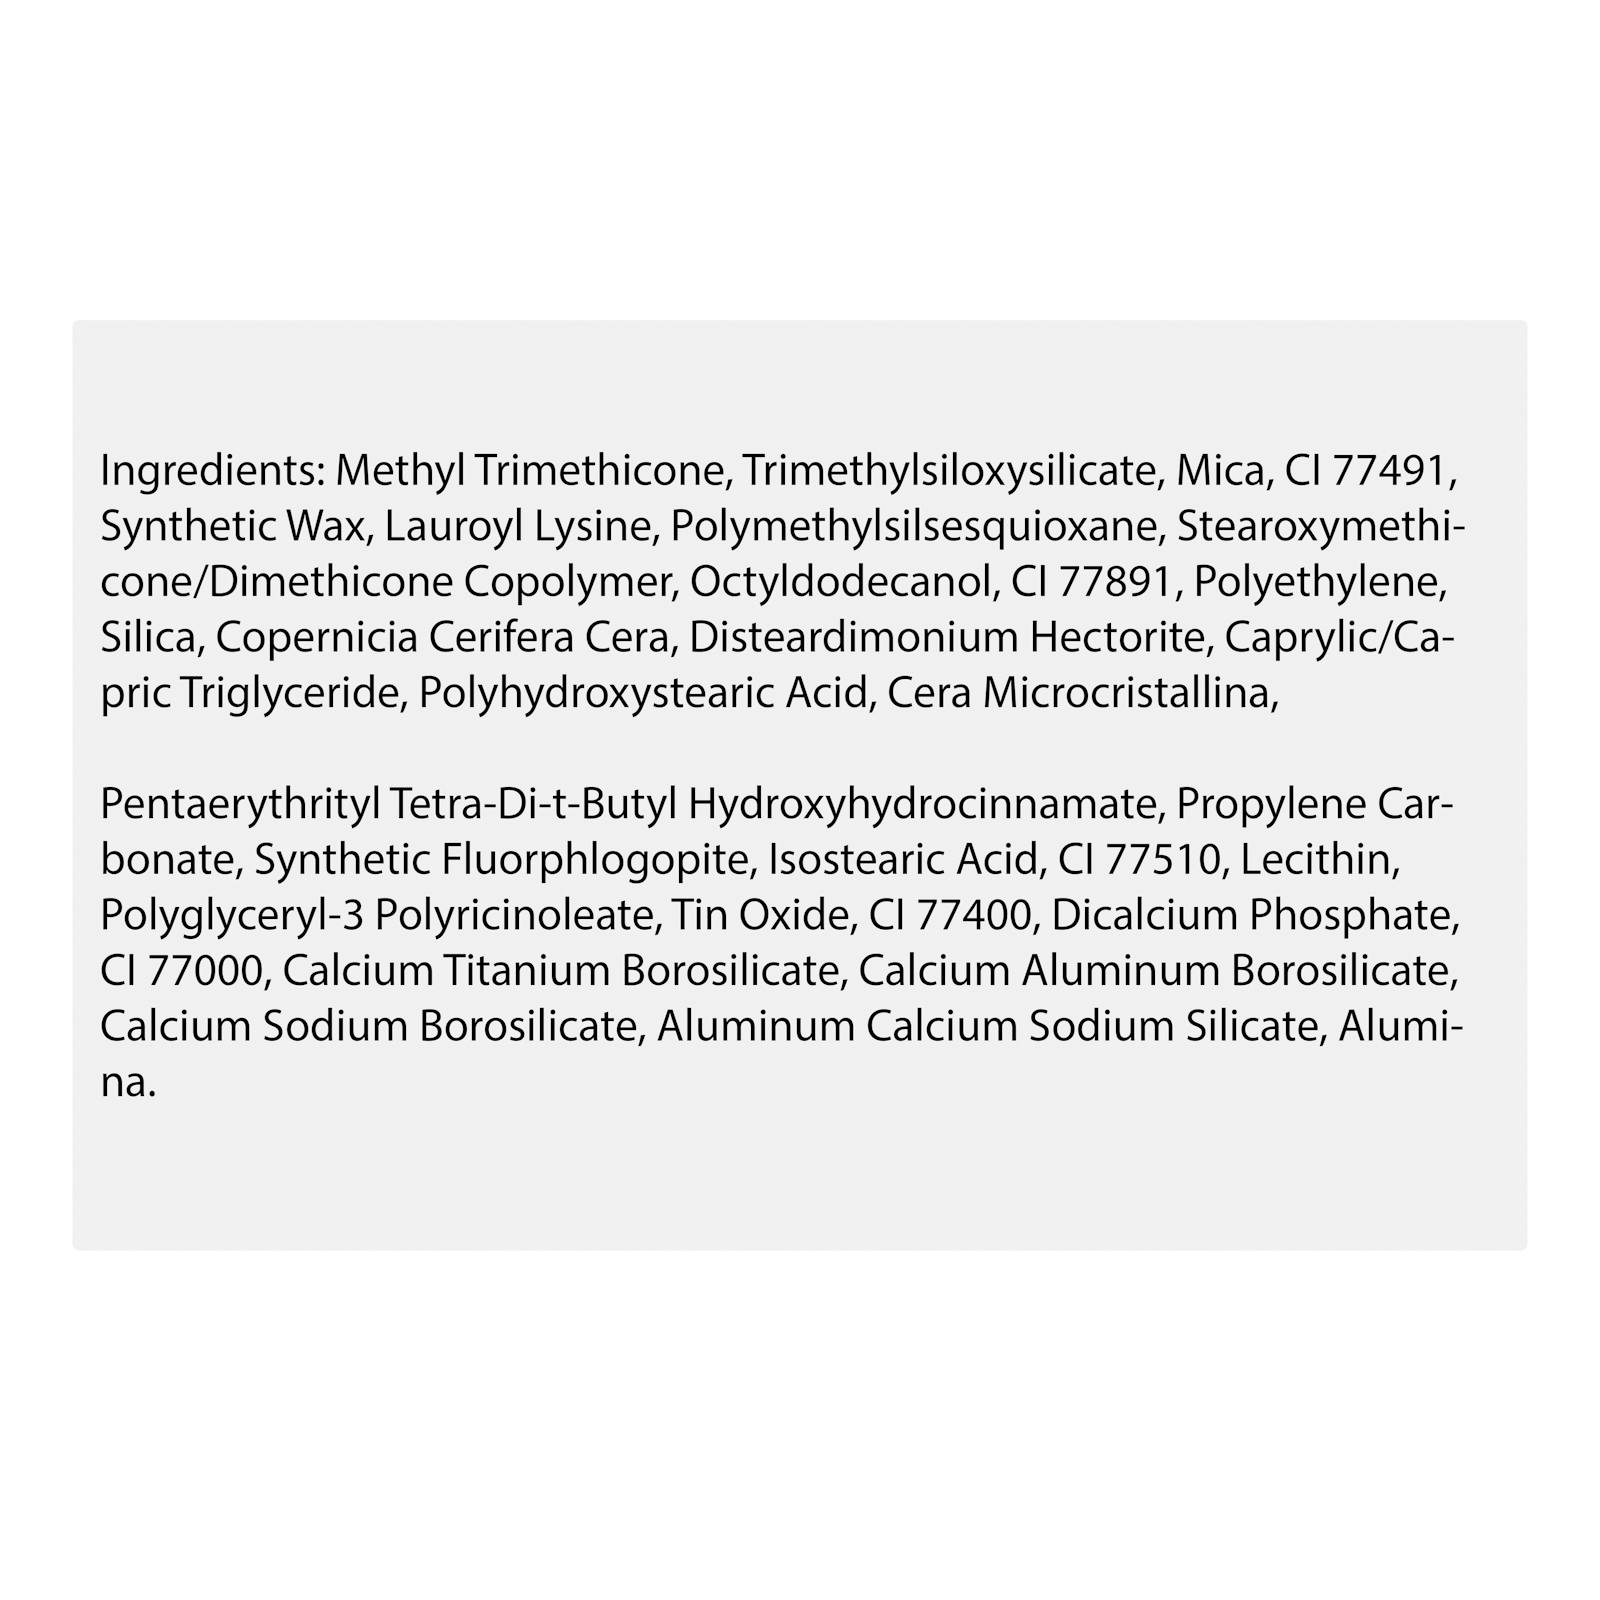 Ingredients: Methyl Trimethicone, Trimethylsiloxysilicate, Mica, CI 77491,
Synthetic Wax, Lauroyl Lysine, Polymethylsilsesquioxane, Stearoxymethi-
cone/Dimethicone Copolymer, Octyldodecanol, CI 77891, Polyethylene,
Silica, Copernicia Cerifera Cera, Disteardimonium Hectorite, Caprylic/Ca-
pric Triglyceride, Polyhydroxystearic Acid, Cera Microcristallina,
Pentaerythrityl Tetra-Di-t-Butyl Hydroxyhydrocinnamate, Propylene Car-
bonate, Synthetic Fluorphlogopite, Isostearic Acid, CI 77510, Lecithin,
Polyglyceryl-3 Polyricinoleate, Tin Oxide, CI 77400, Dicalcium Phosphate,
CI 77000, Calcium Titanium Borosilicate, Calcium Aluminum Borosilicate,
Calcium Sodium Borosilicate, Aluminum Calcium Sodium Silicate, Alumi-
na.